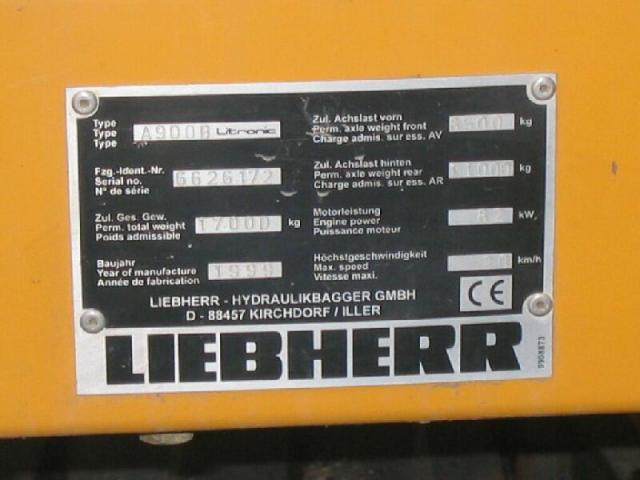 Type
Type A900B Litronic
Type
Fzg.-Ident.-Nr.
Serial no.
N° de série
Zul. Ges. Gew.
Perm. total weight 17000 kg
Poids admissible
Baujahr
Year of manufacture 1999
Année de fabrication
Zul. Achslast vorn
Perm. axle weight front kg
Charge admis. sur ess. AV
Zul. Achslast hinten
Perm. axle weight rear kg
Charge admis. sur ess. AR
Motorleistung
Engine power kW
Puissance moteur
Höchstgeschwindigkeit
Max. speed km/h
Vitesse maxi.
CE
LIEBHERR - HYDRAULIKBAGGER GMBH
D - 88457 KIRCHDORF / ILLER
LIEBHERR
9908873